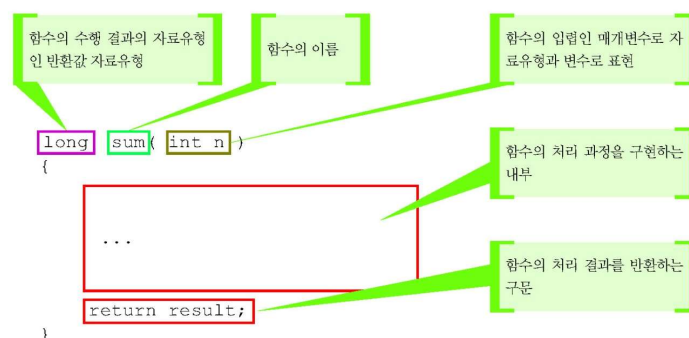 함수의 수행 결과의 자료유형
인 반환값 자료유형
함수의 이름
함수의 입렵인 매개변수로 자
료유형과 변수로 표현
long sum( int n )
{
함수의 처리 과정을 구현하는
내부
...
함수의 처리 결과를 반환하는
구문
return result;
}